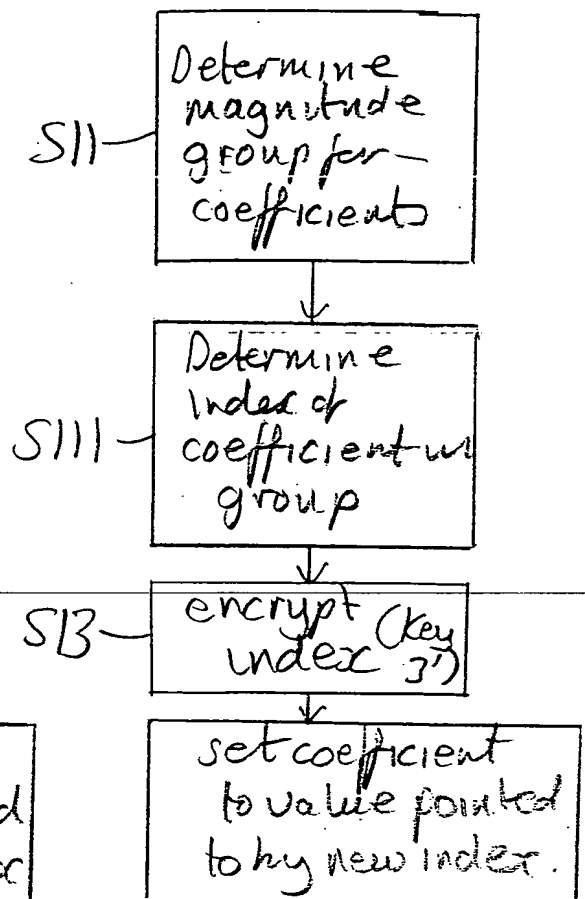 S11
Determine
magnitude
group for
coefficients
S111
Determine
index of
coefficient in
group
S13
encrypt (key
index 3')
set coefficient
to value pointed
to by new index.